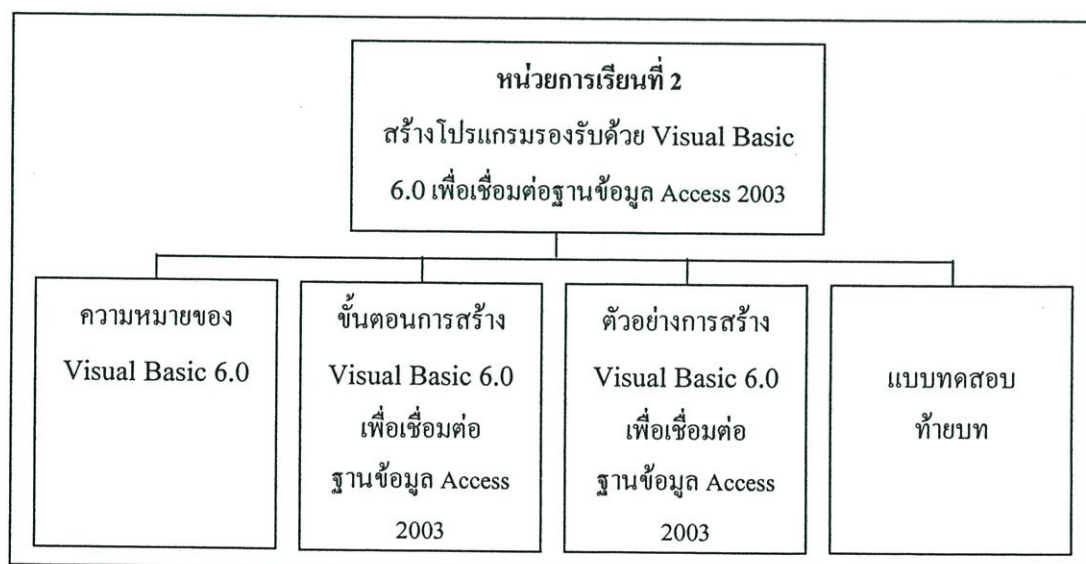 หน่วยการเรียนที่ 2
สร้างโปรแกรมรองรับด้วย Visual Basic
6.0 เพื่อเชื่อมต่อฐานข้อมูล Access 2003
ความหมายของ
Visual Basic 6.0
ขั้นตอนการสร้าง
Visual Basic 6.0
เพื่อเชื่อมต่อ
ฐานข้อมูล Access
2003
ตัวอย่างการสร้าง
Visual Basic 6.0
เพื่อเชื่อมต่อ
ฐานข้อมูล Access
2003
แบบทดสอบ
ท้ายบท